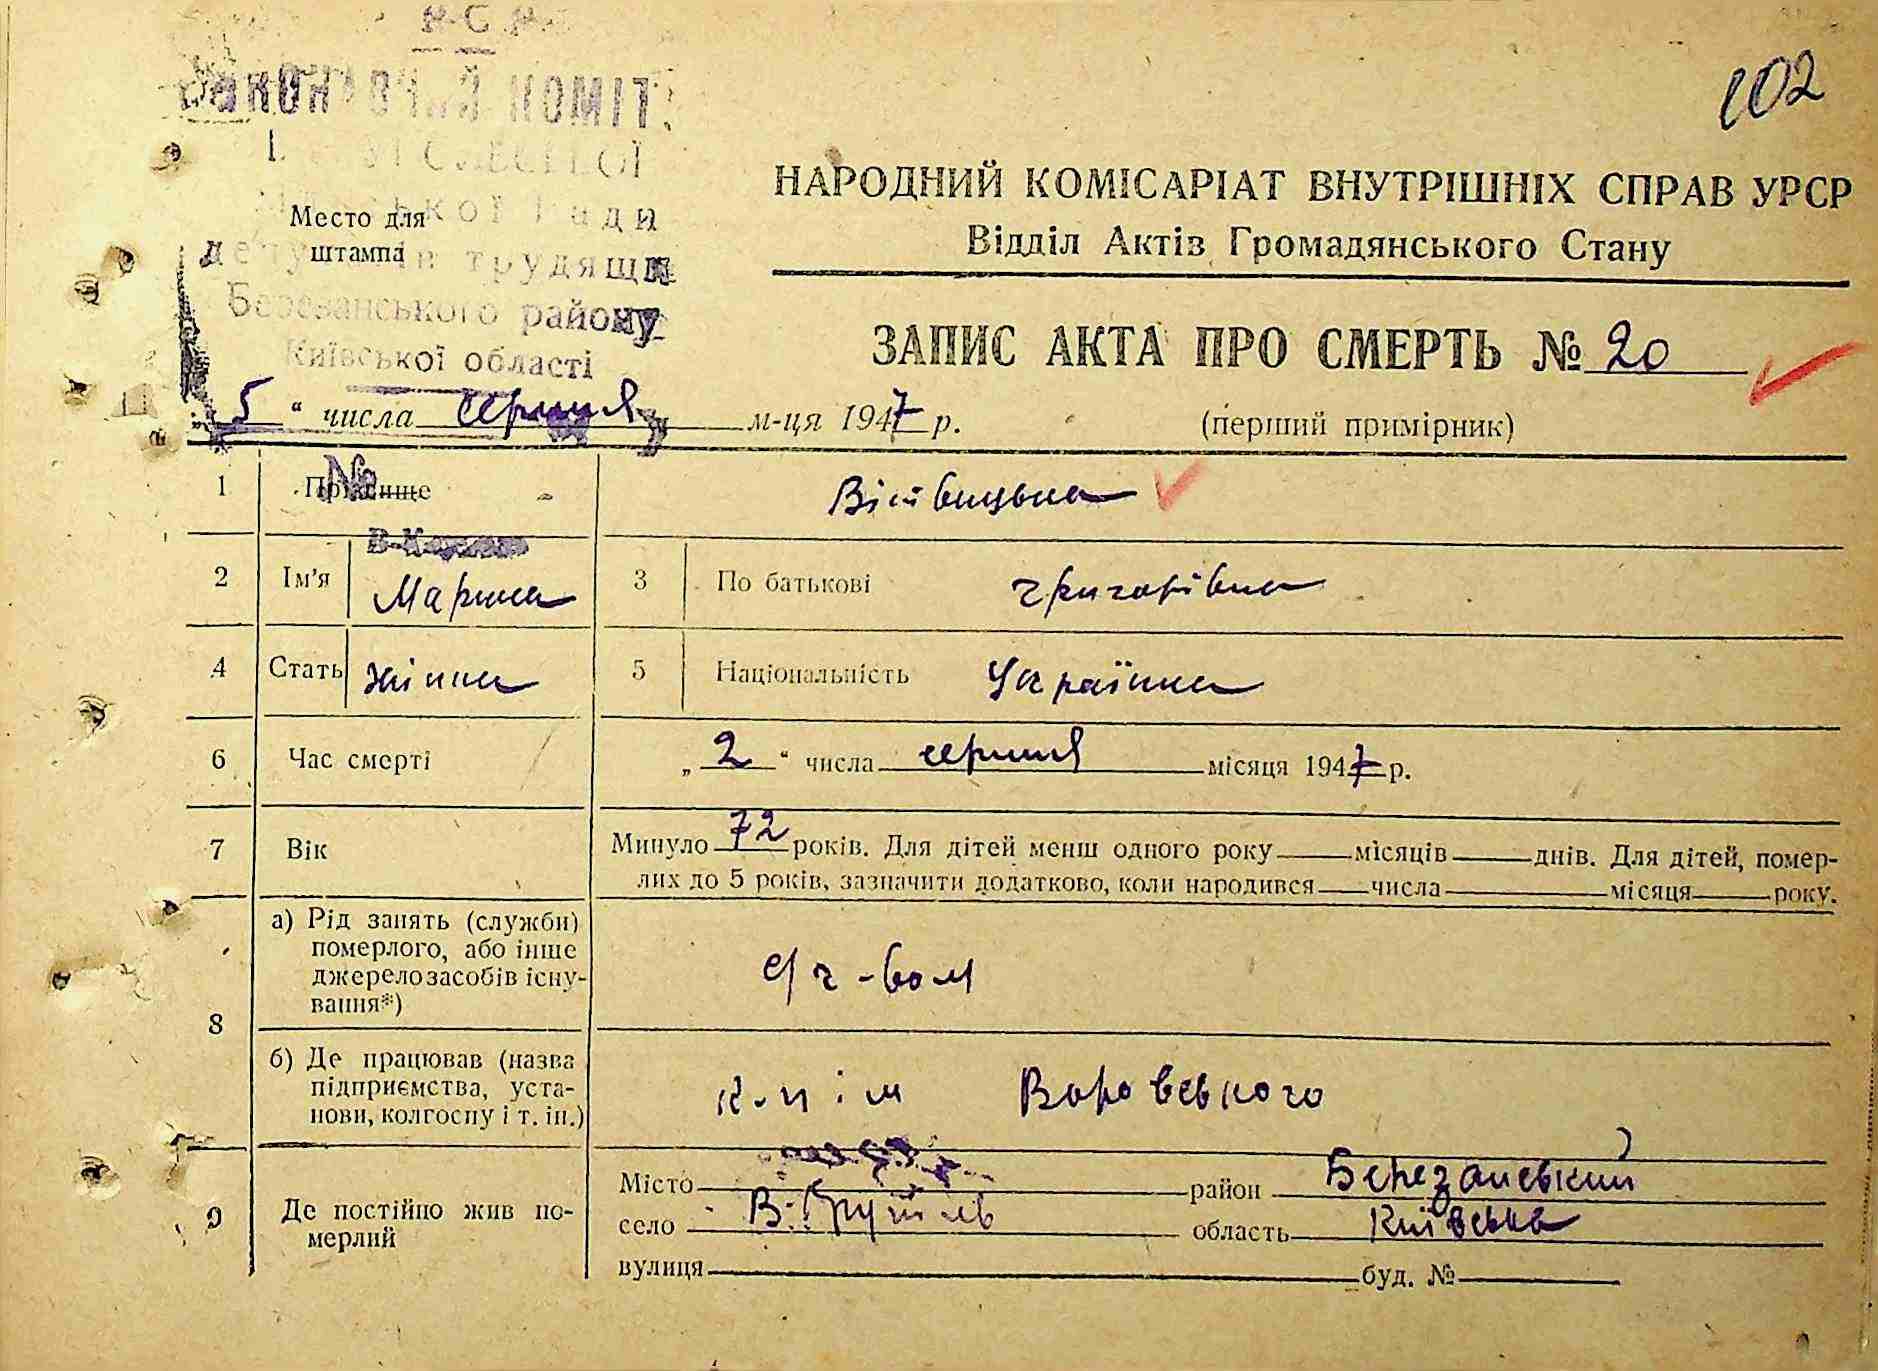 102
НАРОДНИЙ КОМІСАРІАТ ВНУТРІШНІХ СПРАВ УРСР
Відділ Актів Громадянського Стану
Место для
штампа
трудящи
Березанського району
Київської області
ЗАПИС АКТА ПРО СМЕРТЬ № 20
„ 5 “ числа серпня м-ця 1947 р.
(перший примірник)
1 Прізвище
2 Ім'я Марина 3 По батькові Григорівна
4 Стать жінка 5 Національність Українка
6 Час смерті „ 2 “ числа серпня місяця 1947 р.
7 Вік Минуло 72 років. Для дітей менш одного року місяців днів. Для дітей, помер-
лих до 5 років, зазначити додатково, коли народився числа місяця року.
8 а) Рід занять (служби)
померлого, або інше
джерело засобів існу-
вання*)
с/г-вом
б) Де працював (назва
підприємства, уста-
нови, колгоспу і т. ін.)
к-п ім Воровського
9 Де постійно жив по-
мерлий
Місто район Березанський
село область Київська
вулиця буд. №